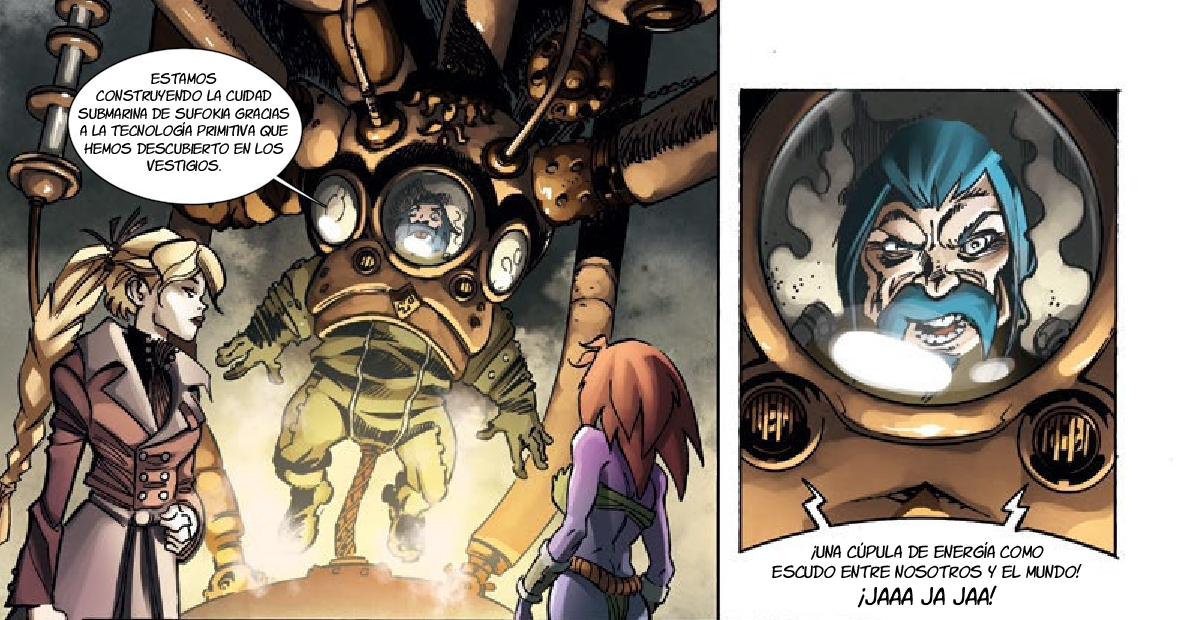 ESTAMOS
CONSTRUYENDO LA CUIDAD
SUBMARINA DE SUFOKIA GRACIAS
A LA TECNOLOGÍA PRIMITIVA QUE
HEMOS DESCUBIERTO EN LOS
VESTIGIOS.
¡UNA CÚPULA DE ENERGÍA COMO
ESCUDO ENTRE NOSOTROS Y EL MUNDO!
¡JAAA JA JAA!